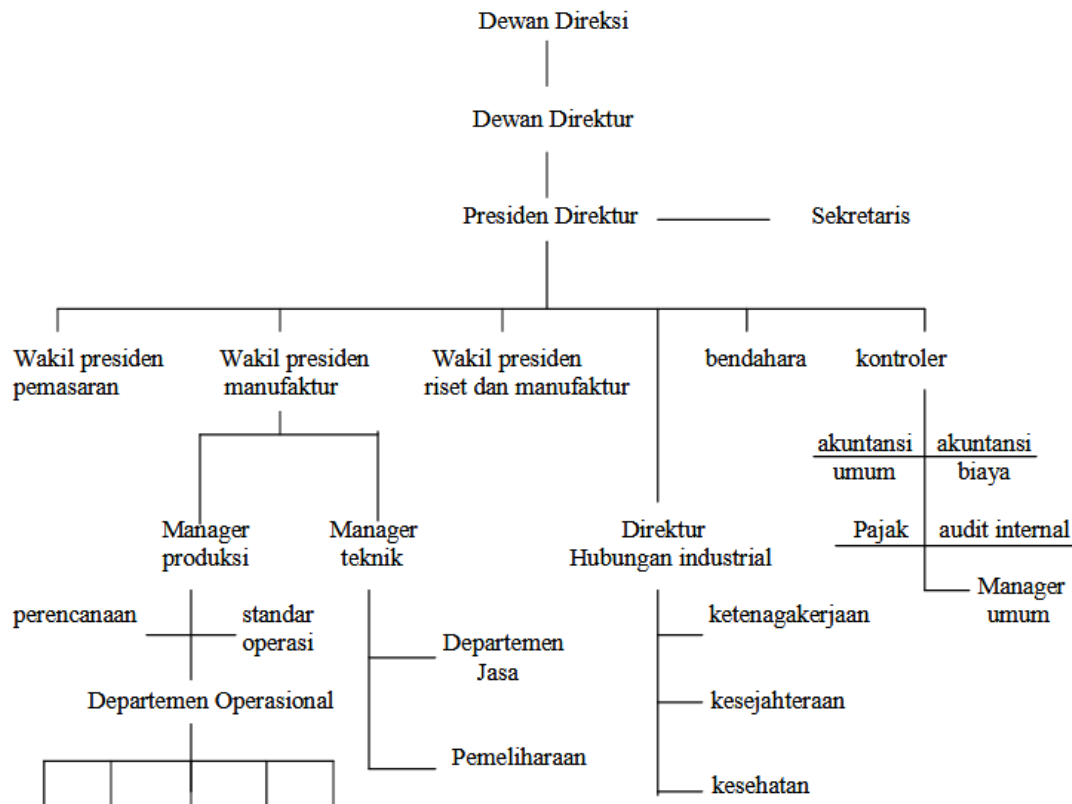 Dewan Direksi
Dewan Direktur
Presiden Direktur
Sekretaris
Wakil presiden
pemasaran
Wakil presiden
manufaktur
Wakil presiden
riset dan manufaktur
bendahara
kontroler
akuntansi
umum
akuntansi
biaya
Pajak
audit internal
Manager
umum
Manager
produksi
Manager
teknik
Direktur
Hubungan industrial
perencanaan
standar
operasi
Departemen
Jasa
ketenagakerjaan
Departemen Operasional
kesejahteraan
Pemeliharaan
kesehatan